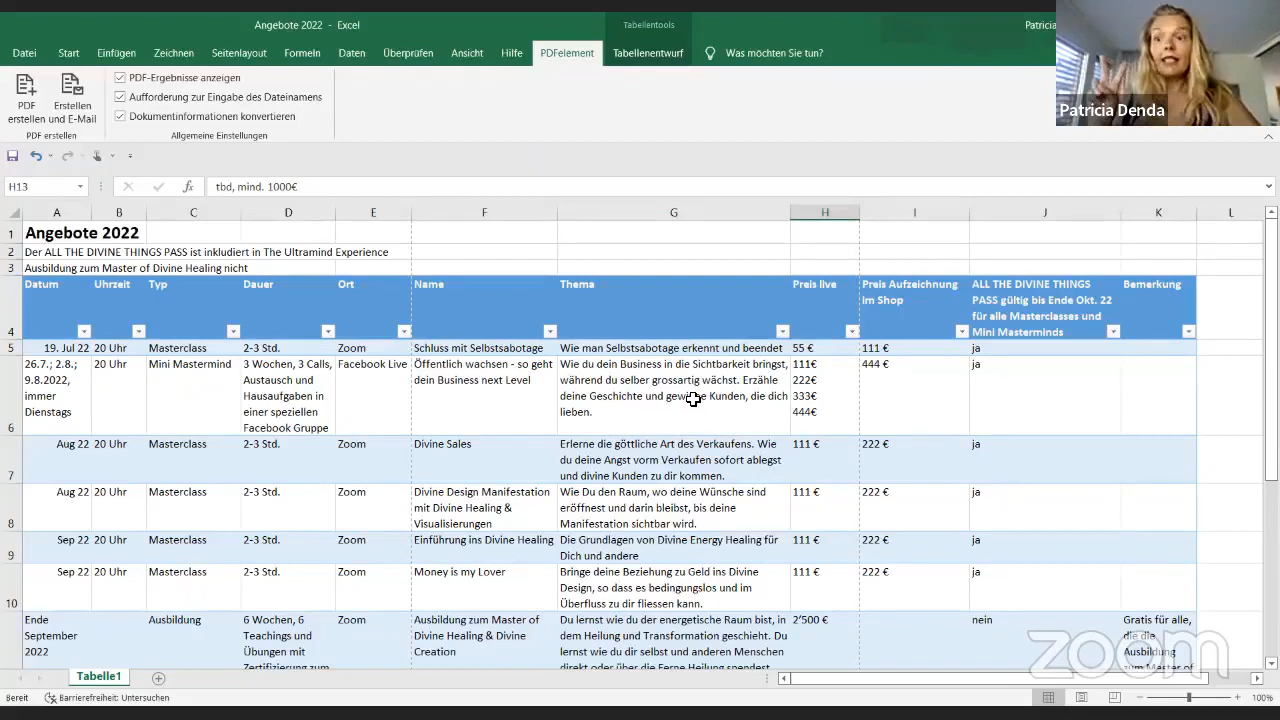 Angebote 2022 - Excel
Tabellentools
Patricia
Datei Start Einfügen Zeichnen Seitenlayout Formeln Daten Überprüfen Ansicht Hilfe PDFelement Tabellenentwurf Was möchten Sie tun?
PDF erstellen
Erstellen und E-Mail
PDF-Ergebnisse anzeigen
Aufforderung zur Eingabe des Dateinamens
Dokumentinformationen konvertieren
PDF erstellen
Allgemeine Einstellungen
Patricia Denda
H13
fx
tbd, mind. 1000€
A B C D E F G H I J K L
1 Angebote 2022
2 Der ALL THE DIVINE THINGS PASS ist inkludiert in The Ultramind Experience
3 Ausbildung zum Master of Divine Healing nicht
4
Datum
Uhrzeit
Typ
Dauer
Ort
Name
Thema
Preis live
Preis Aufzeichnung
im Shop
ALL THE DIVINE THINGS
PASS gültig bis Ende Okt. 22
für alle Masterclasses und
Mini Masterminds
Bemerkung
5
19. Jul 22
20 Uhr
Masterclass
2-3 Std.
Zoom
Schluss mit Selbstsabotage
Wie man Selbstsabotage erkennt und beendet
55 €
111 €
ja
6
26.7.; 2.8.;
9.8.2022,
immer
Dienstags
20 Uhr
Mini Mastermind
3 Wochen, 3 Calls,
Austausch und
Hausaufgaben in
einer speziellen
Facebook Gruppe
Facebook Live
Öffentlich wachsen - so geht
dein Business next Level
Wie du dein Business in die Sichtbarkeit bringst,
während du selber grossartig wächst. Erzähle
deine Geschichte und gewinne Kunden, die dich
lieben.
111€
222€
333€
444€
444 €
ja
7
Aug 22
20 Uhr
Masterclass
2-3 Std.
Zoom
Divine Sales
Erlerne die göttliche Art des Verkaufens. Wie
du deine Angst vorm Verkaufen sofort ablegst
und divine Kunden zu dir kommen.
111 €
222 €
ja
8
Aug 22
20 Uhr
Masterclass
2-3 Std.
Zoom
Divine Design Manifestation
mit Divine Healing &
Visualisierungen
Wie Du den Raum, wo deine Wünsche sind
eröffnest und darin bleibst, bis deine
Manifestation sichtbar wird.
111 €
222 €
ja
9
Sep 22
20 Uhr
Masterclass
2-3 Std.
Zoom
Einführung ins Divine Healing
Die Grundlagen von Divine Energy Healing für
Dich und andere
111 €
222 €
ja
10
Sep 22
20 Uhr
Masterclass
2-3 Std.
Zoom
Money is my Lover
Bringe deine Beziehung zu Geld ins Divine
Design, so dass es bedingungslos und im
Überfluss zu dir fliessen kann.
111 €
222 €
ja
Ende
September
2022
Ausbildung
6 Wochen, 6
Teachings und
Übungen mit
Zertifizierung zum
Zoom
Ausbildung zum Master of
Divine Healing & Divine
Creation
Du lernst wie du der energetische Raum bist, in
dem Heilung und Transformation geschieht. Du
lernst wie du dir selbst und anderen Menschen
direkt oder über die Ferne Heilung spendest
2'500 €
nein
Gratis für alle,
die die
Ausbildung
zum Master of
zoom
Tabelle1
Bereit
Barrierefreiheit: Untersuchen
100%